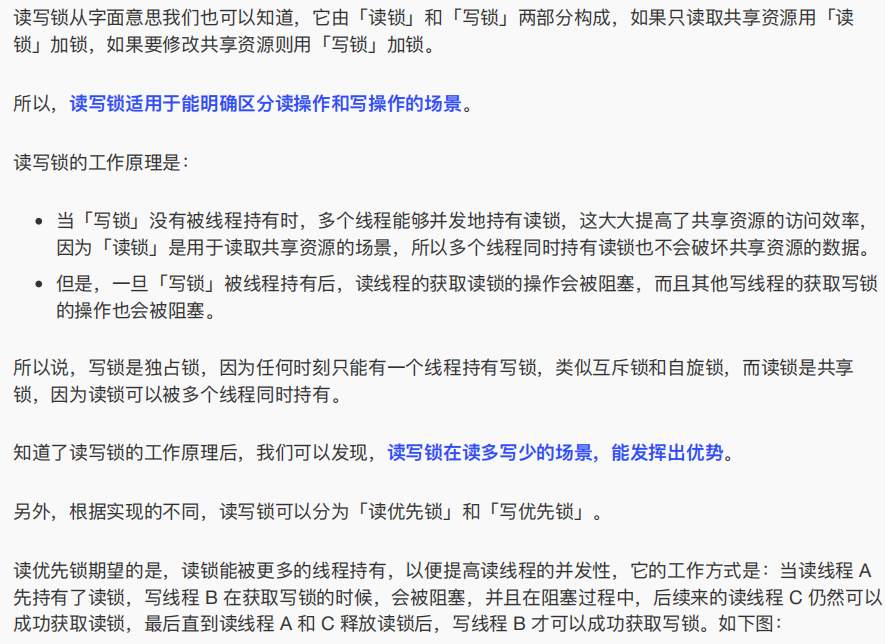 读写锁从字面意思我们也可以知道，它由「读锁」和「写锁」两部分构成，如果只读取共享资源用「读
锁」加锁，如果要修改共享资源则用「写锁」加锁。
所以，读写锁适用于能明确区分读操作和写操作的场景。
读写锁的工作原理是：
• 当「写锁」没有被线程持有时，多个线程能够并发地持有读锁，这大大提高了共享资源的访问效率，
因为「读锁」是用于读取共享资源的场景，所以多个线程同时持有读锁也不会破坏共享资源的数据。
• 但是，一旦「写锁」被线程持有后，读线程的获取读锁的操作会被阻塞，而且其他写线程的获取写锁
的操作也会被阻塞。
所以说，写锁是独占锁，因为任何时刻只能有一个线程持有写锁，类似互斥锁和自旋锁，而读锁是共享
锁，因为读锁可以被多个线程同时持有。
知道了读写锁的工作原理后，我们可以发现，读写锁在读多写少的场景，能发挥出优势。
另外，根据实现的不同，读写锁可以分为「读优先锁」和「写优先锁」。
读优先锁期望的是，读锁能被更多的线程持有，以便提高读线程的并发性，它的工作方式是：当读线程 A
先持有了读锁，写线程 B 在获取写锁的时候，会被阻塞，并且在阻塞过程中，后续来的读线程 C 仍然可以
成功获取读锁，最后直到读线程 A 和 C 释放读锁后，写线程 B 才可以成功获取写锁。如下图：